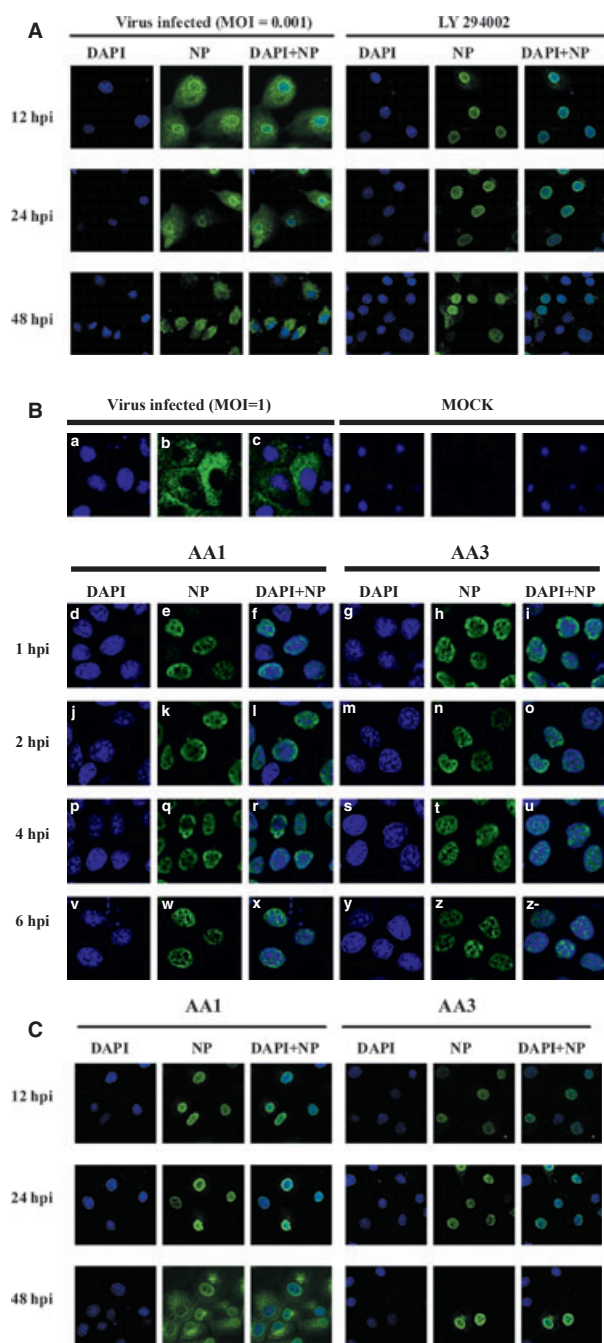 A
Virus infected (MOI = 0.001) LY 294002
DAPI NP DAPI+NP DAPI NP DAPI+NP
12 hpi
24 hpi
48 hpi
B
Virus infected (MOI=1) MOCK
a b c
AA1 AA3
DAPI NP DAPI+NP DAPI NP DAPI+NP
1 hpi d e f g h i
2 hpi j k l m n o
4 hpi p q r s t u
6 hpi v w x y z z-
C
AA1 AA3
DAPI NP DAPI+NP DAPI NP DAPI+NP
12 hpi
24 hpi
48 hpi